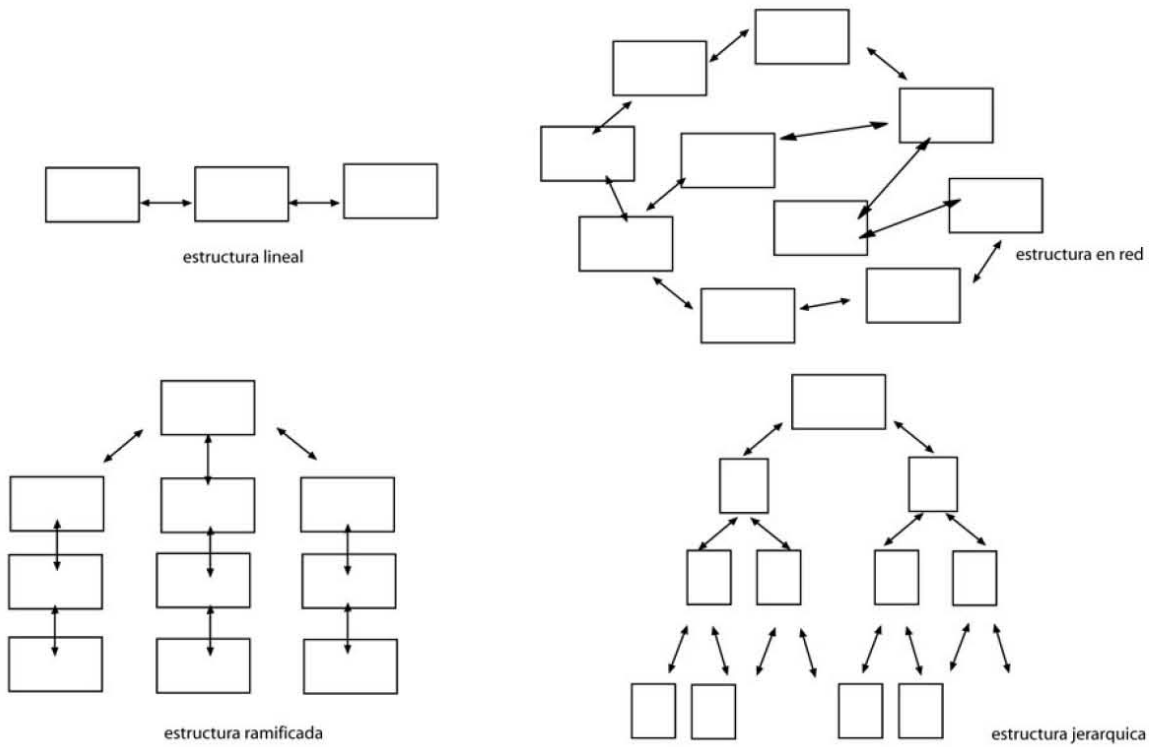 estructura lineal
estructura en red
estructura ramificada
estructura jerarquica